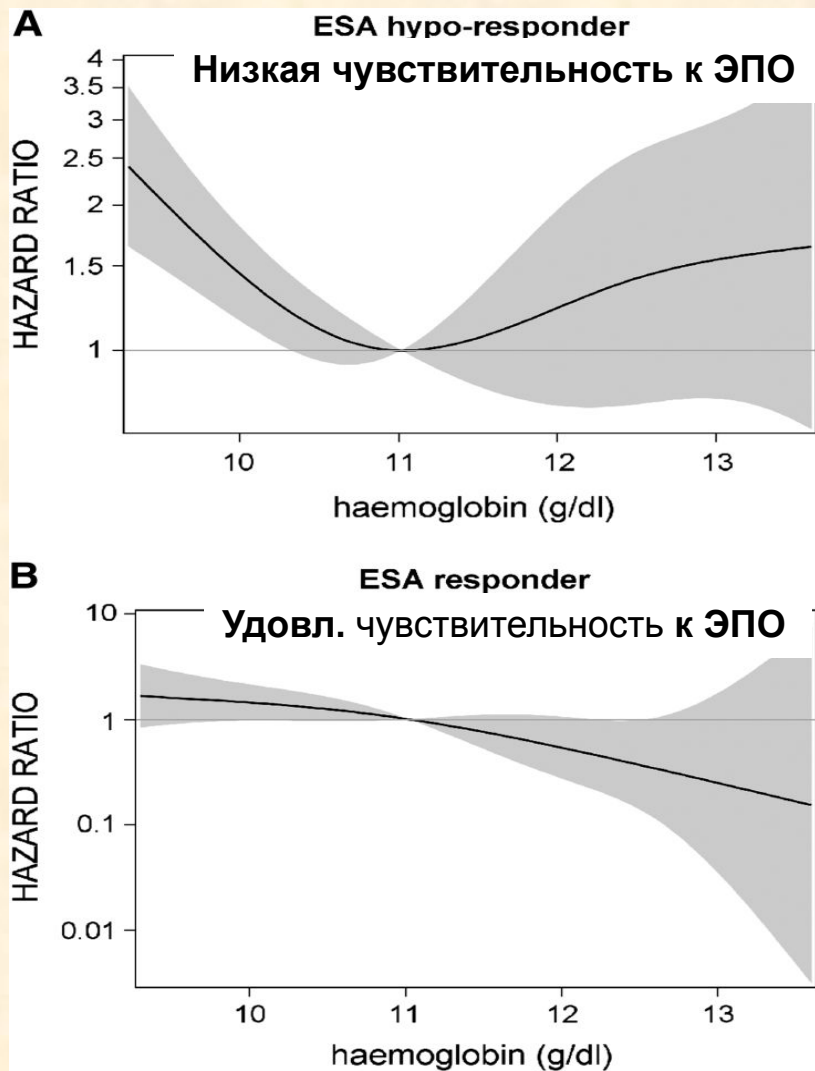 A
ESA hypo-responder
Низкая чувствительность к ЭПО
4
3.5
3
2.5
2
1.5
1
HAZARD RATIO
10 11 12 13
haemoglobin (g/dl)
B
ESA responder
Удовл. чувствительность к ЭПО
10
1
0.1
0.01
HAZARD RATIO
10 11 12 13
haemoglobin (g/dl)